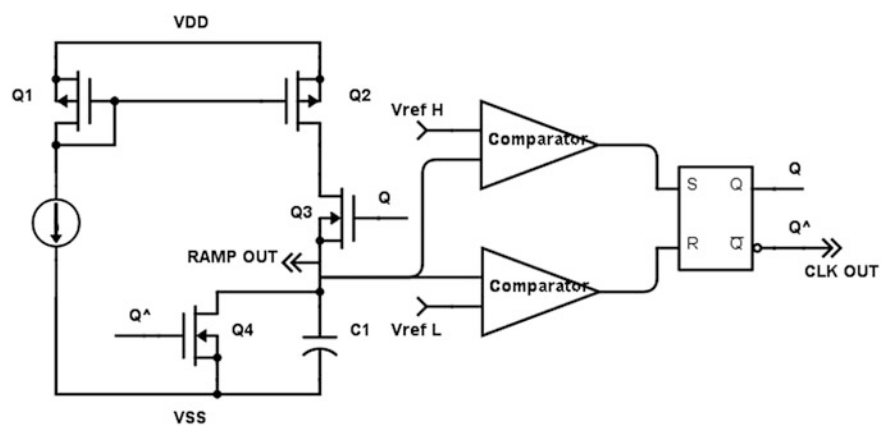 VDD
Q1
Q2
Vref H
Comparator
Q
S Q
Q3
Q
Q^
RAMP OUT
R Q̅
CLK OUT
Comparator
Q^
Q4
C1
Vref L
VSS